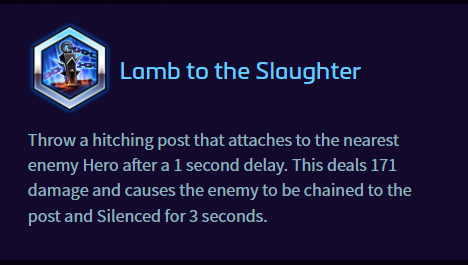 Lamb to the Slaughter
Throw a hitching post that attaches to the nearest
enemy Hero after a 1 second delay. This deals 171
damage and causes the enemy to be chained to the
post and Silenced for 3 seconds.